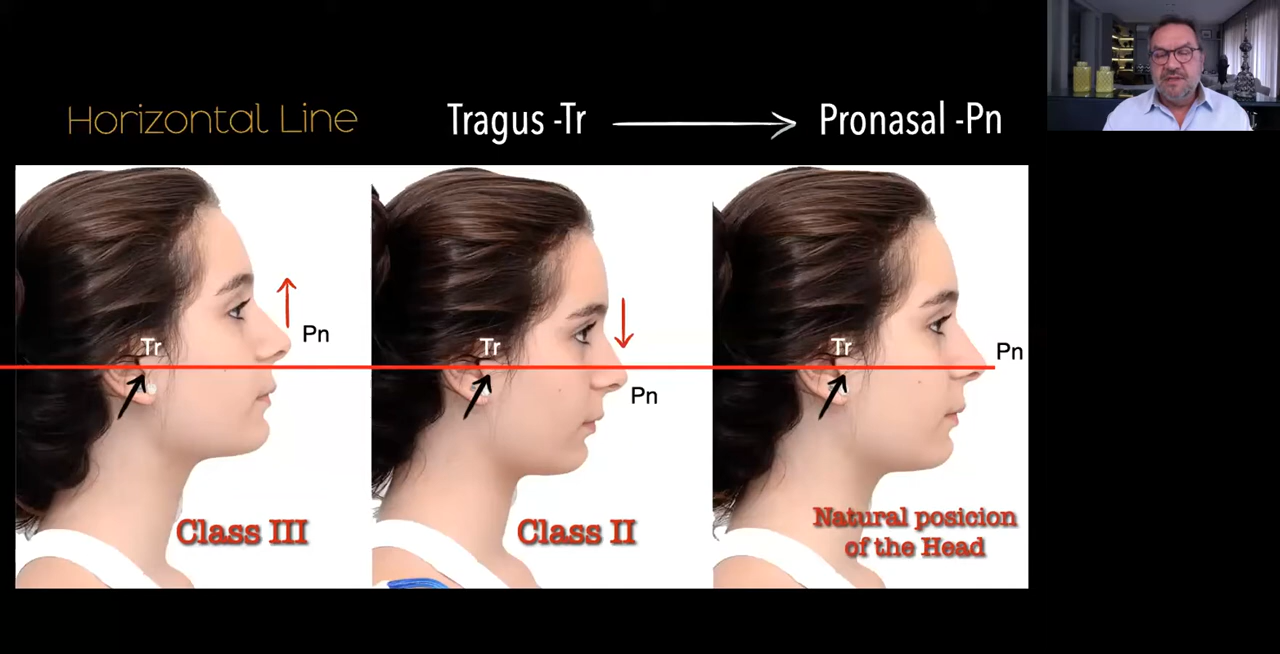 Horizontal Line
Tragus -Tr
Pronasal -Pn
Tr
Pn
Class III
Tr
Pn
Class II
Tr
Pn
Natural posicion
of the Head